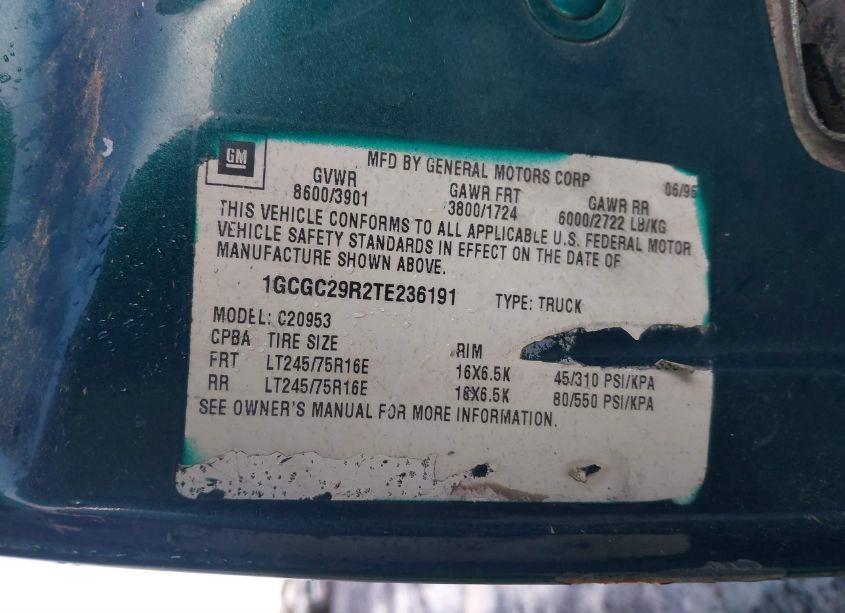 GM
MFD BY GENERAL MOTORS CORP 06/96
GVWR GAWR FRT GAWR RR
8600/3901 3800/1724 6000/2722 LB/KG
THIS VEHICLE CONFORMS TO ALL APPLICABLE U.S. FEDERAL MOTOR
VEHICLE SAFETY STANDARDS IN EFFECT ON THE DATE OF
MANUFACTURE SHOWN ABOVE.
1GCGC29R2TE236191 TYPE: TRUCK
MODEL: C20953
CPBA TIRE SIZE RIM
FRT LT245/75R16E 16X6.5K 45/310 PSI/KPA
RR LT245/75R16E 16X6.5K 80/550 PSI/KPA
SEE OWNER'S MANUAL FOR MORE INFORMATION.